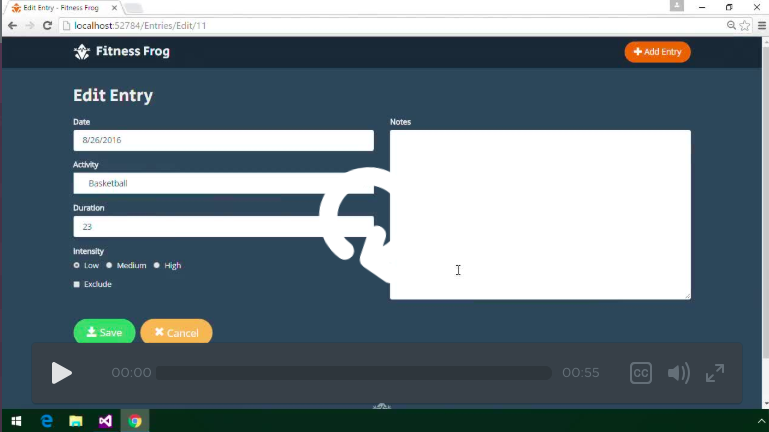 Edit Entry - Fitness Frog
localhost:52784/Entries/Edit/11
Fitness Frog
Add Entry
Edit Entry
Date
8/26/2016
Activity
Basketball
Duration
23
Intensity
Low Medium High
Exclude
Notes
Save Cancel
00:00 00:55 CC